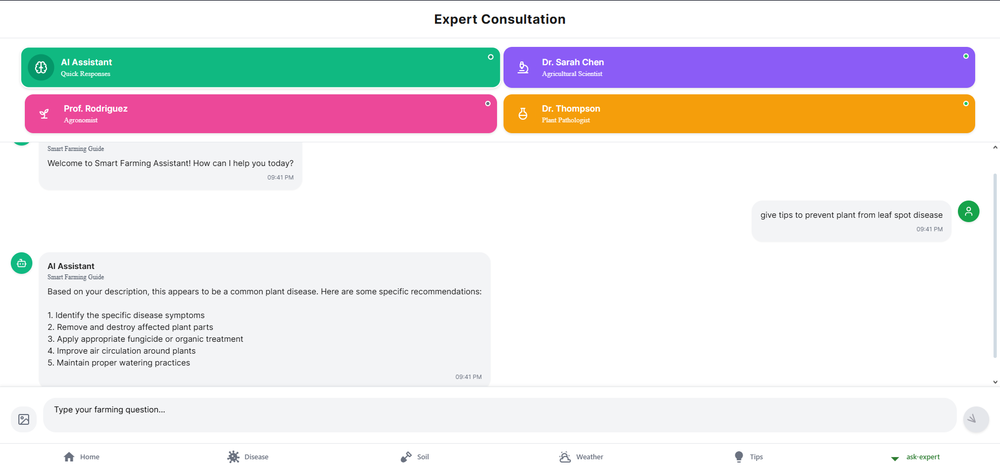 Expert Consultation
AI Assistant
Quick Responses
Dr. Sarah Chen
Agricultural Scientist
Prof. Rodriguez
Agronomist
Dr. Thompson
Plant Pathologist
Smart Farming Guide
Welcome to Smart Farming Assistant! How can I help you today?
09:41 PM
give tips to prevent plant from leaf spot disease
09:41 PM
AI Assistant
Smart Farming Guide
Based on your description, this appears to be a common plant disease. Here are some specific recommendations:
1. Identify the specific disease symptoms
2. Remove and destroy affected plant parts
3. Apply appropriate fungicide or organic treatment
4. Improve air circulation around plants
5. Maintain proper watering practices
09:41 PM
Type your farming question...
Home
Disease
Soil
Weather
Tips
ask-expert